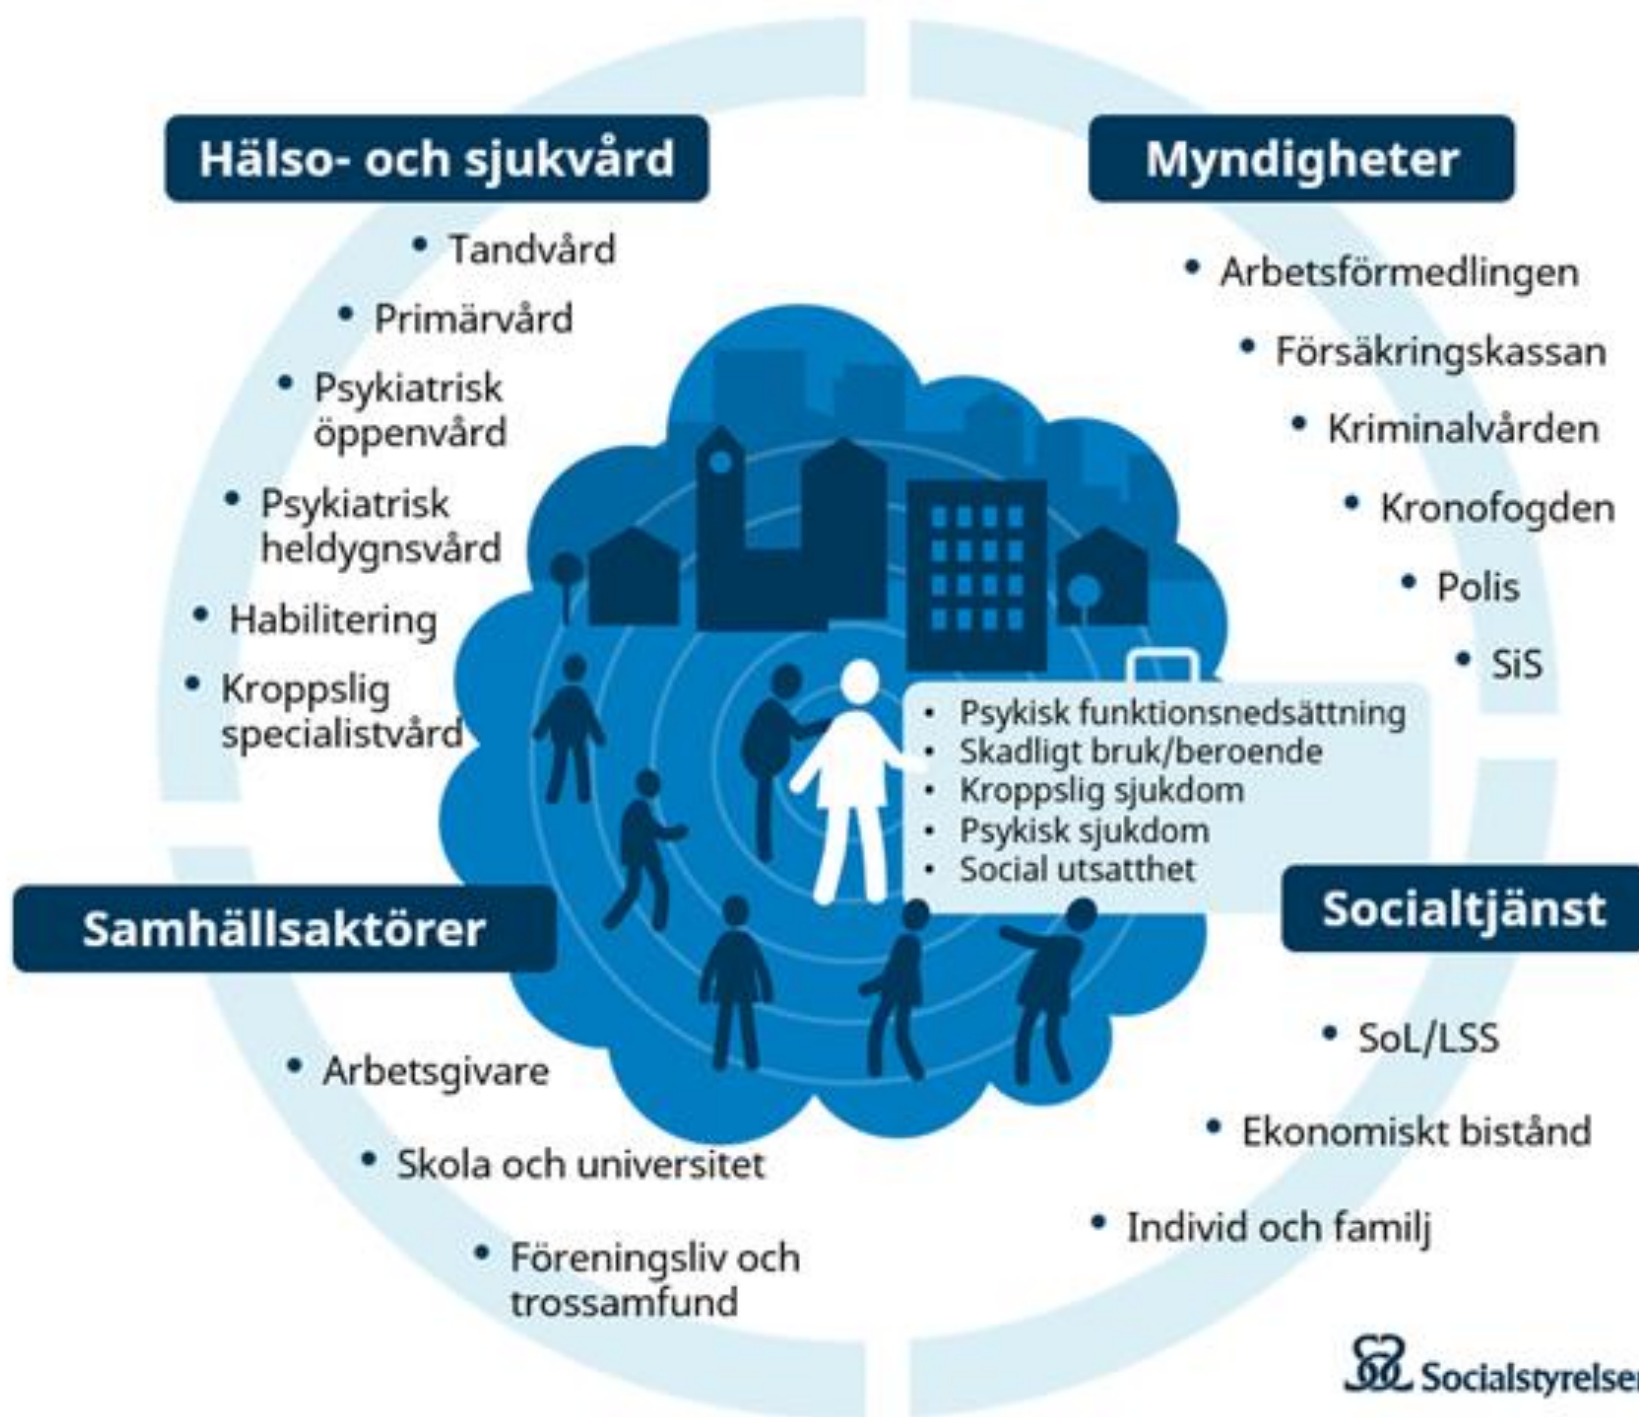 Hälso- och sjukvård
• Tandvård
• Primärvård
• Psykiatrisk
öppenvård
• Psykiatrisk
heldygnsvård
• Habilitering
• Kroppslig
specialistvård
Myndigheter
• Arbetsförmedlingen
• Försäkringskassan
• Kriminalvården
• Kronofogden
• Polis
• SiS
• Psykisk funktionsnedsättning
• Skadligt bruk/beroende
• Kroppslig sjukdom
• Psykisk sjukdom
• Social utsatthet
Samhällsaktörer
• Arbetsgivare
• Skola och universitet
• Föreningsliv och
trossamfund
Socialtjänst
• SoL/LSS
• Ekonomiskt bistånd
• Individ och familj
Socialstyrelsen